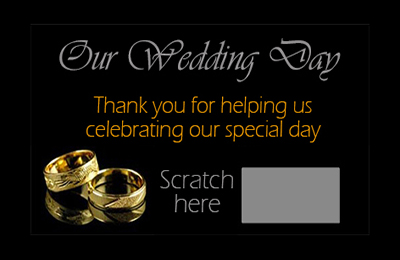 Our Wedding Day
Thank you for helping us
celebrating our special day
Scratch
here